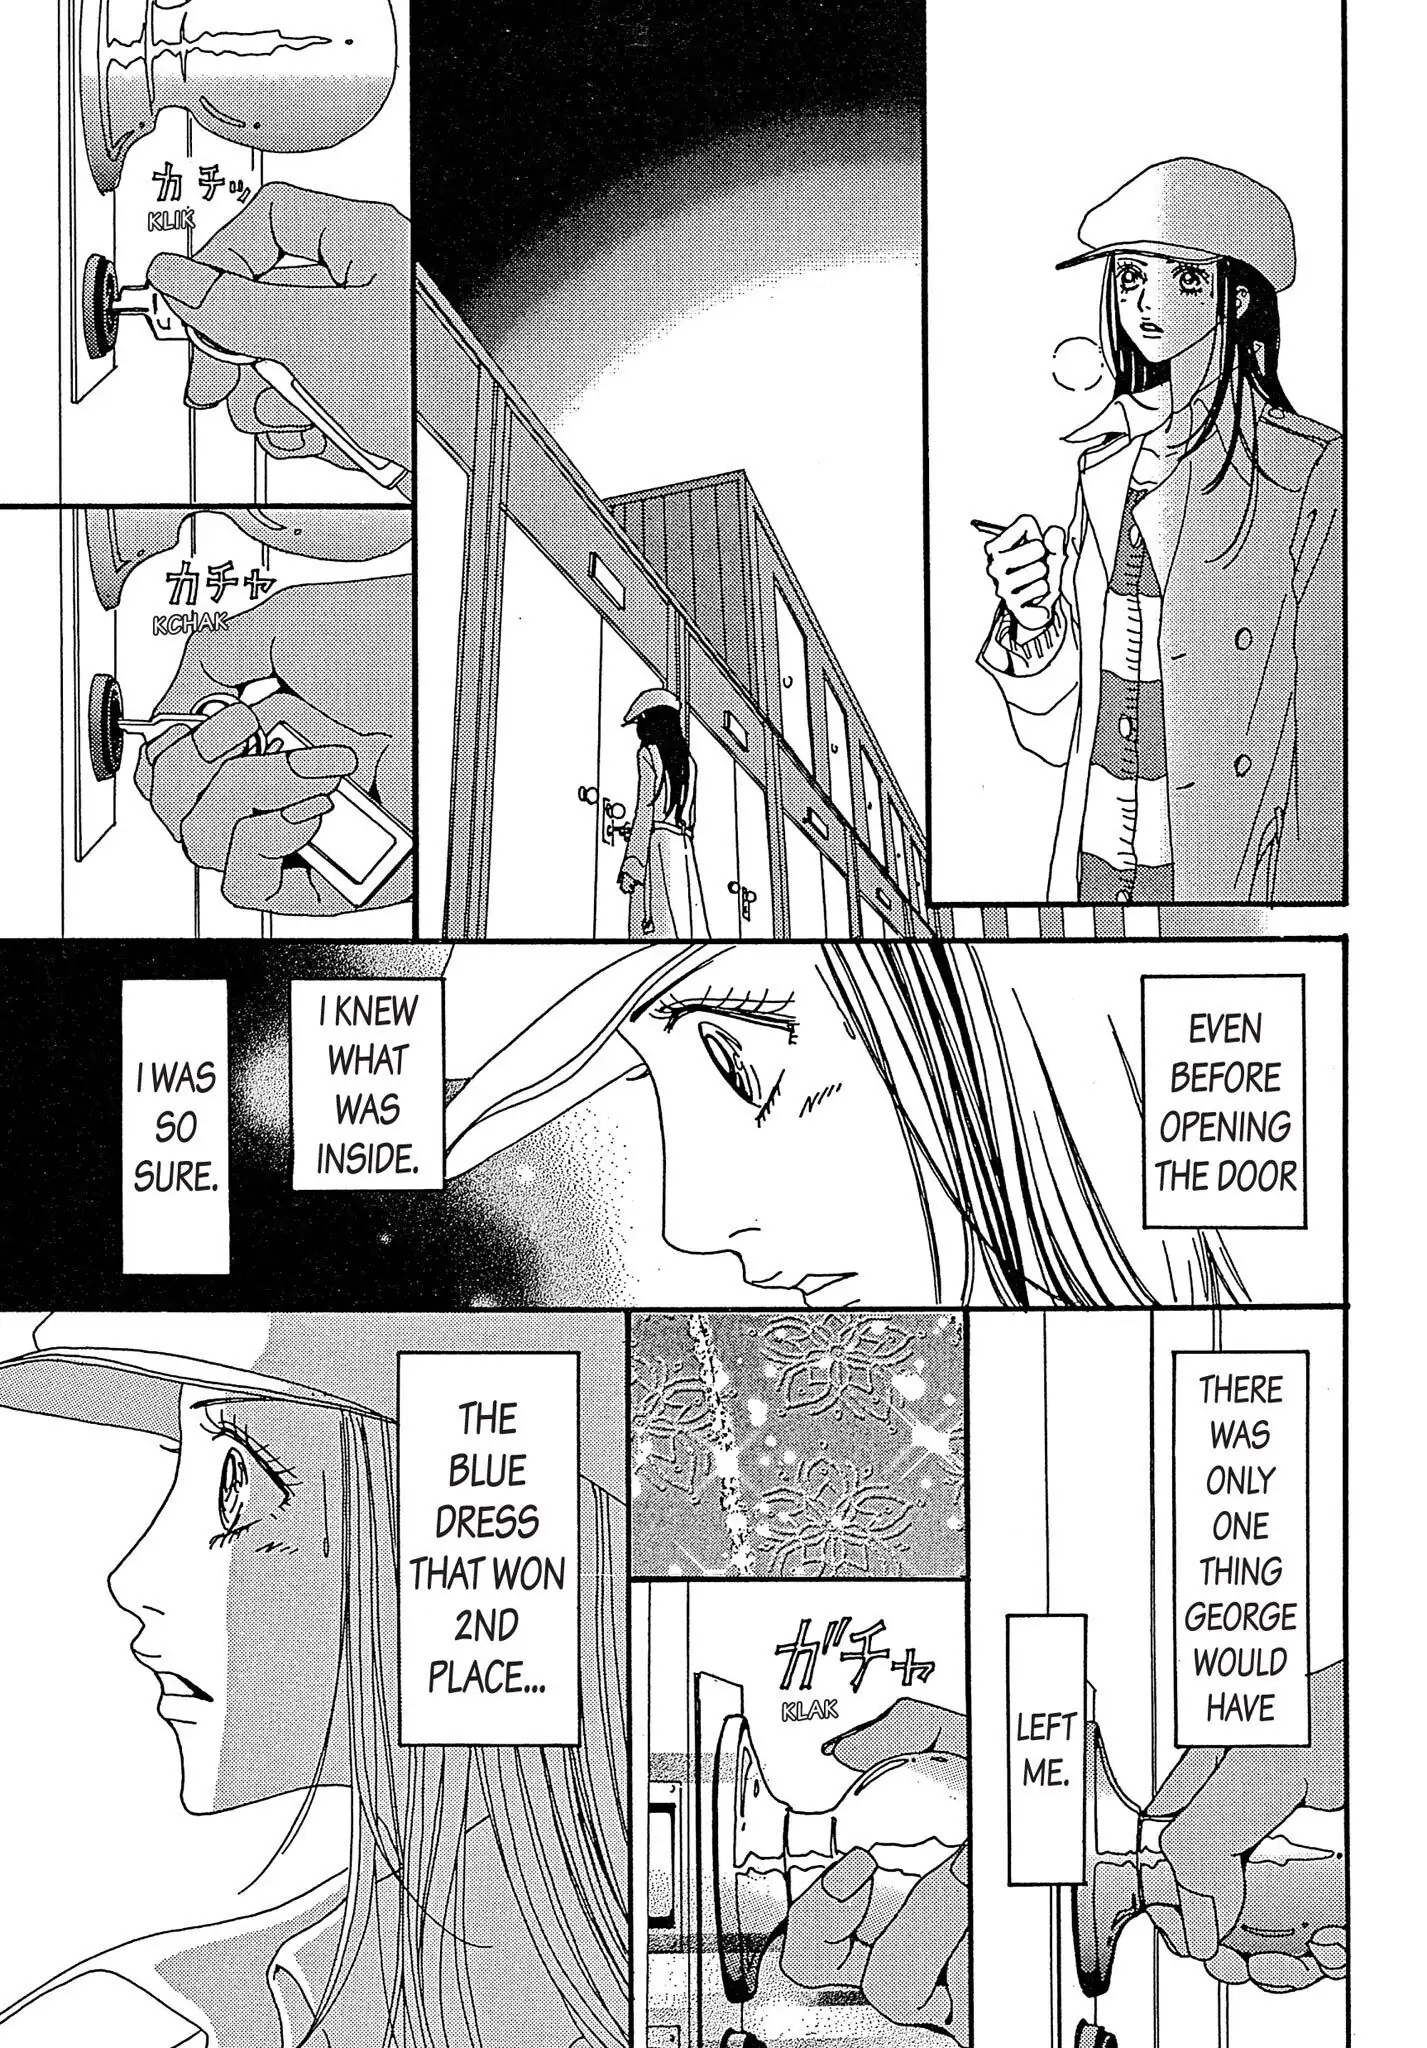 カチッ
KLIK
カチャ
KCHAK
EVEN
BEFORE
OPENING
THE DOOR
I KNEW
WHAT
WAS
INSIDE.
I WAS
SO
SURE.
THERE
WAS
ONLY
ONE
THING
GEORGE
WOULD
HAVE
LEFT
ME.
ガチャ
KLAK
THE
BLUE
DRESS
THAT WON
2ND
PLACE...